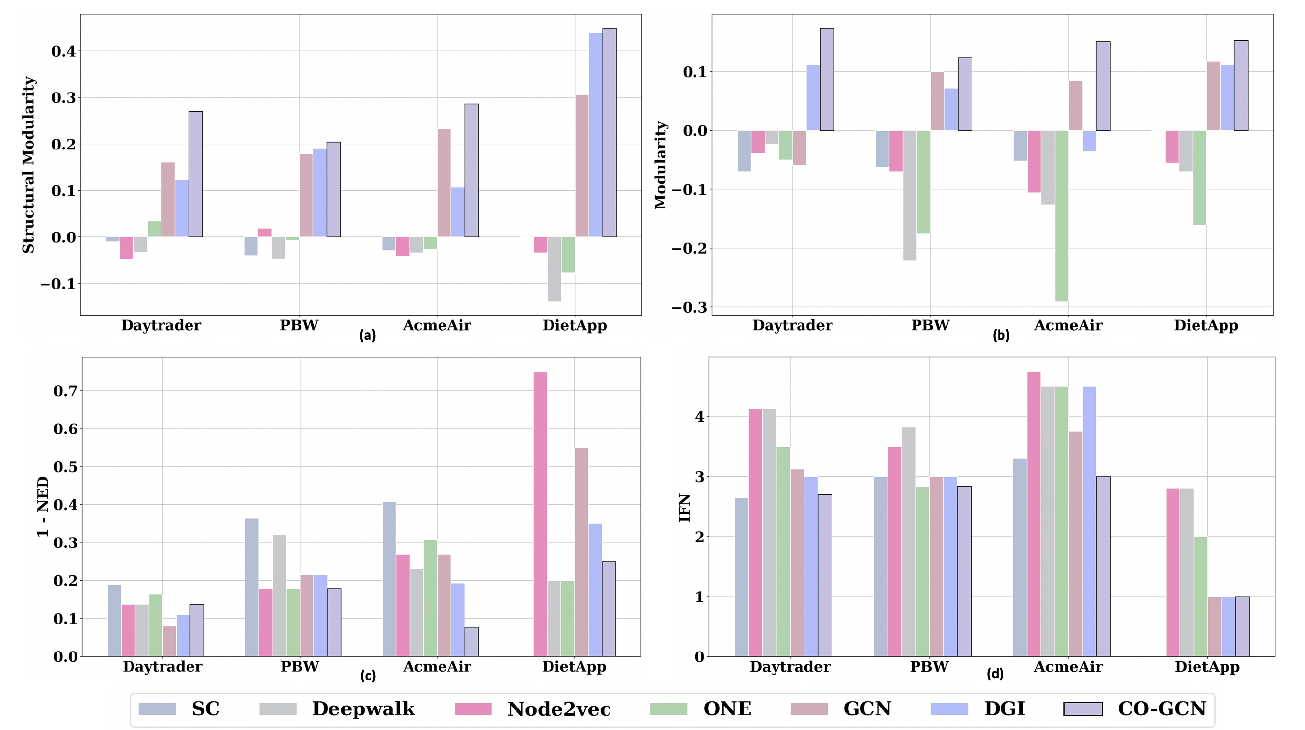 0.4
0.3
0.2
0.1
0.0
−0.1
Structural Modularity
Daytrader PBW AcmeAir DietApp
(a)
0.1
0.0
−0.1
−0.2
−0.3
Modularity
Daytrader PBW AcmeAir DietApp
(b)
0.7
0.6
0.5
0.4
0.3
0.2
0.1
0.0
1 - NED
Daytrader PBW AcmeAir DietApp
(c)
4
3
2
1
0
IFN
Daytrader PBW AcmeAir DietApp
(d)
SC Deepwalk Node2vec ONE GCN DGI CO-GCN